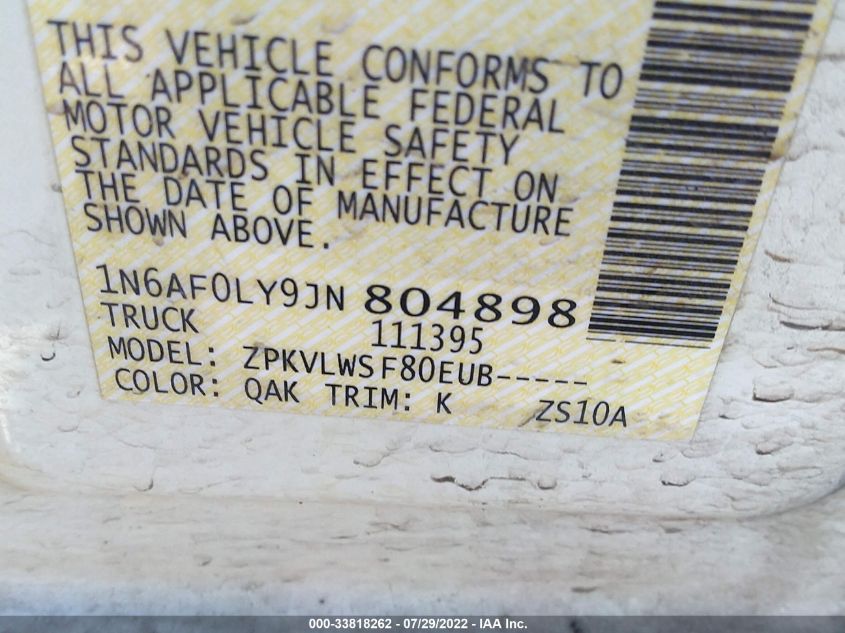 THIS VEHICLE CONFORMS TO
ALL APPLICABLE FEDERAL
MOTOR VEHICLE SAFETY
STANDARDS IN EFFECT ON
THE DATE OF MANUFACTURE
SHOWN ABOVE.
1N6AF0LY9JN 804898
TRUCK 111395
MODEL: ZPKVLWSF80EUB-----
COLOR: QAK TRIM: K ZS10A
000-33818262 - 07/29/2022 - IAA Inc.